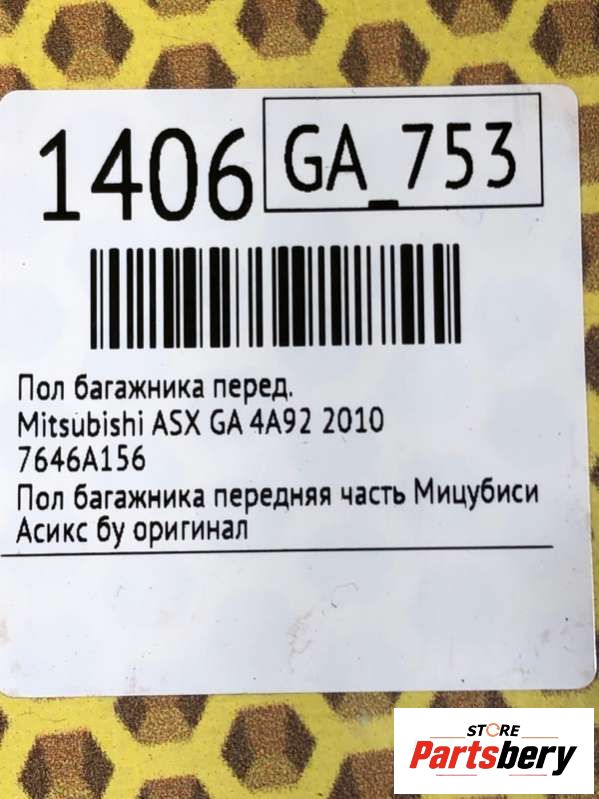 1406 GA_753
Пол багажника перед.
Mitsubishi ASX GA 4A92 2010
7646A156
Пол багажника передняя часть Мицубиси
Асикс бу оригинал
STORE
Partsbery